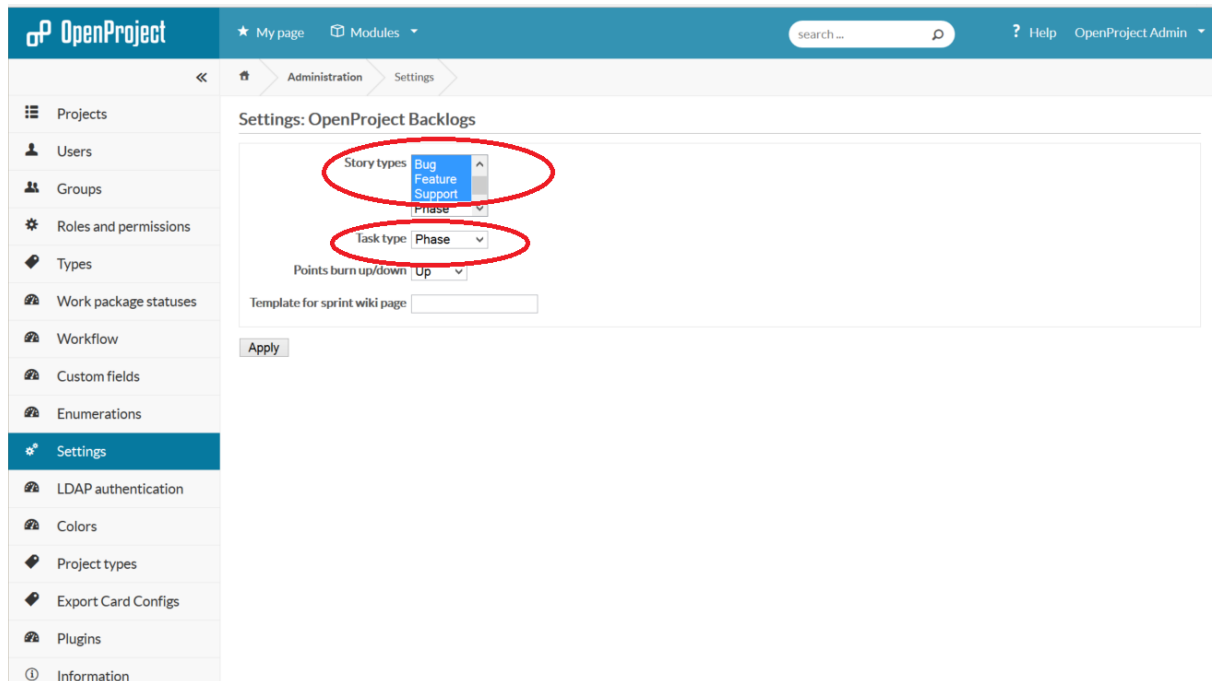 OpenProject
My page Modules
search ...
? Help OpenProject Admin
«
Administration Settings
Projects
Users
Groups
Roles and permissions
Types
Work package statuses
Workflow
Custom fields
Enumerations
Settings
LDAP authentication
Colors
Project types
Export Card Configs
Plugins
Information
Settings: OpenProject Backlogs
Story types Bug
Feature
Support
Phase
Task type Phase
Points burn up/down Up
Template for sprint wiki page
Apply